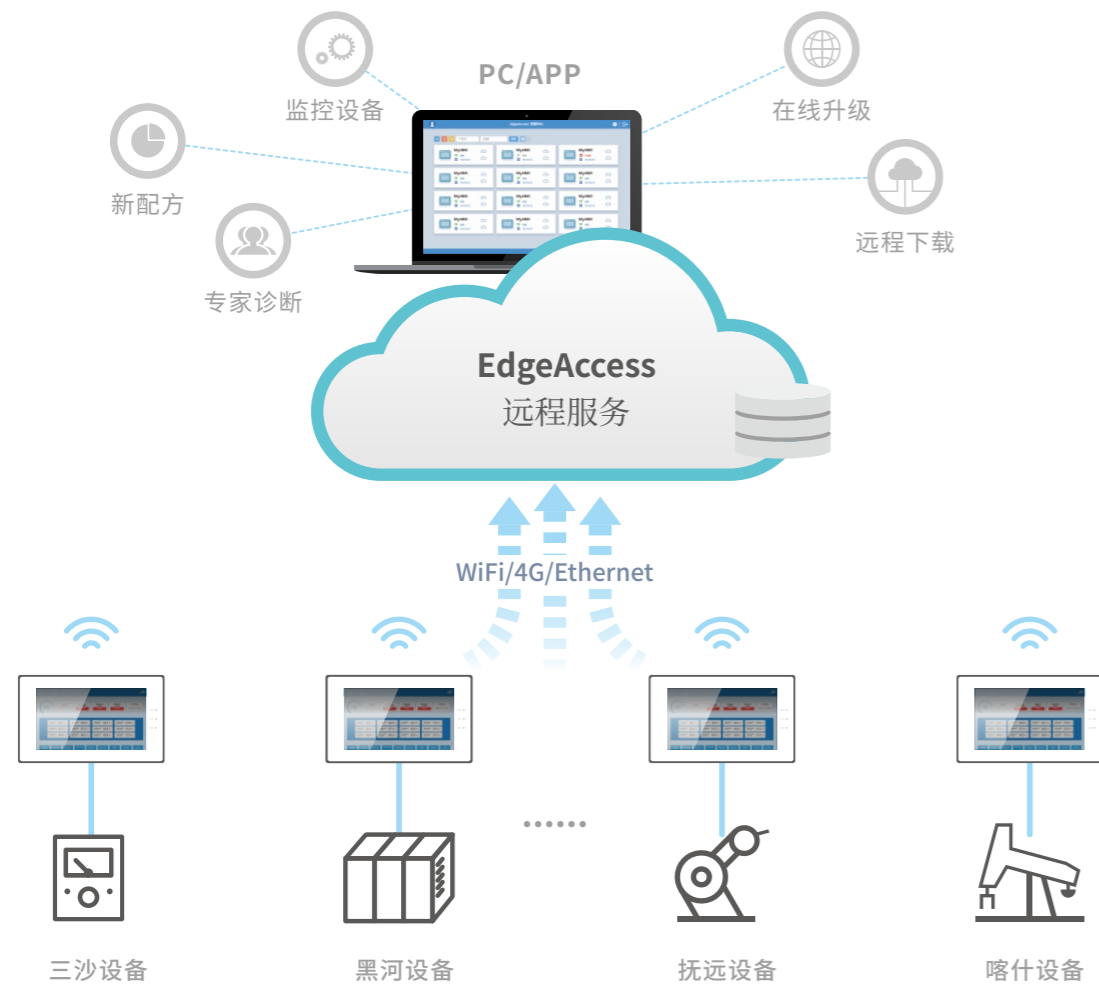 PC/APP
监控设备
在线升级
新配方
远程下载
专家诊断
EdgeAccess
远程服务
WiFi/4G/Ethernet
......
三沙设备
黑河设备
抚远设备
喀什设备